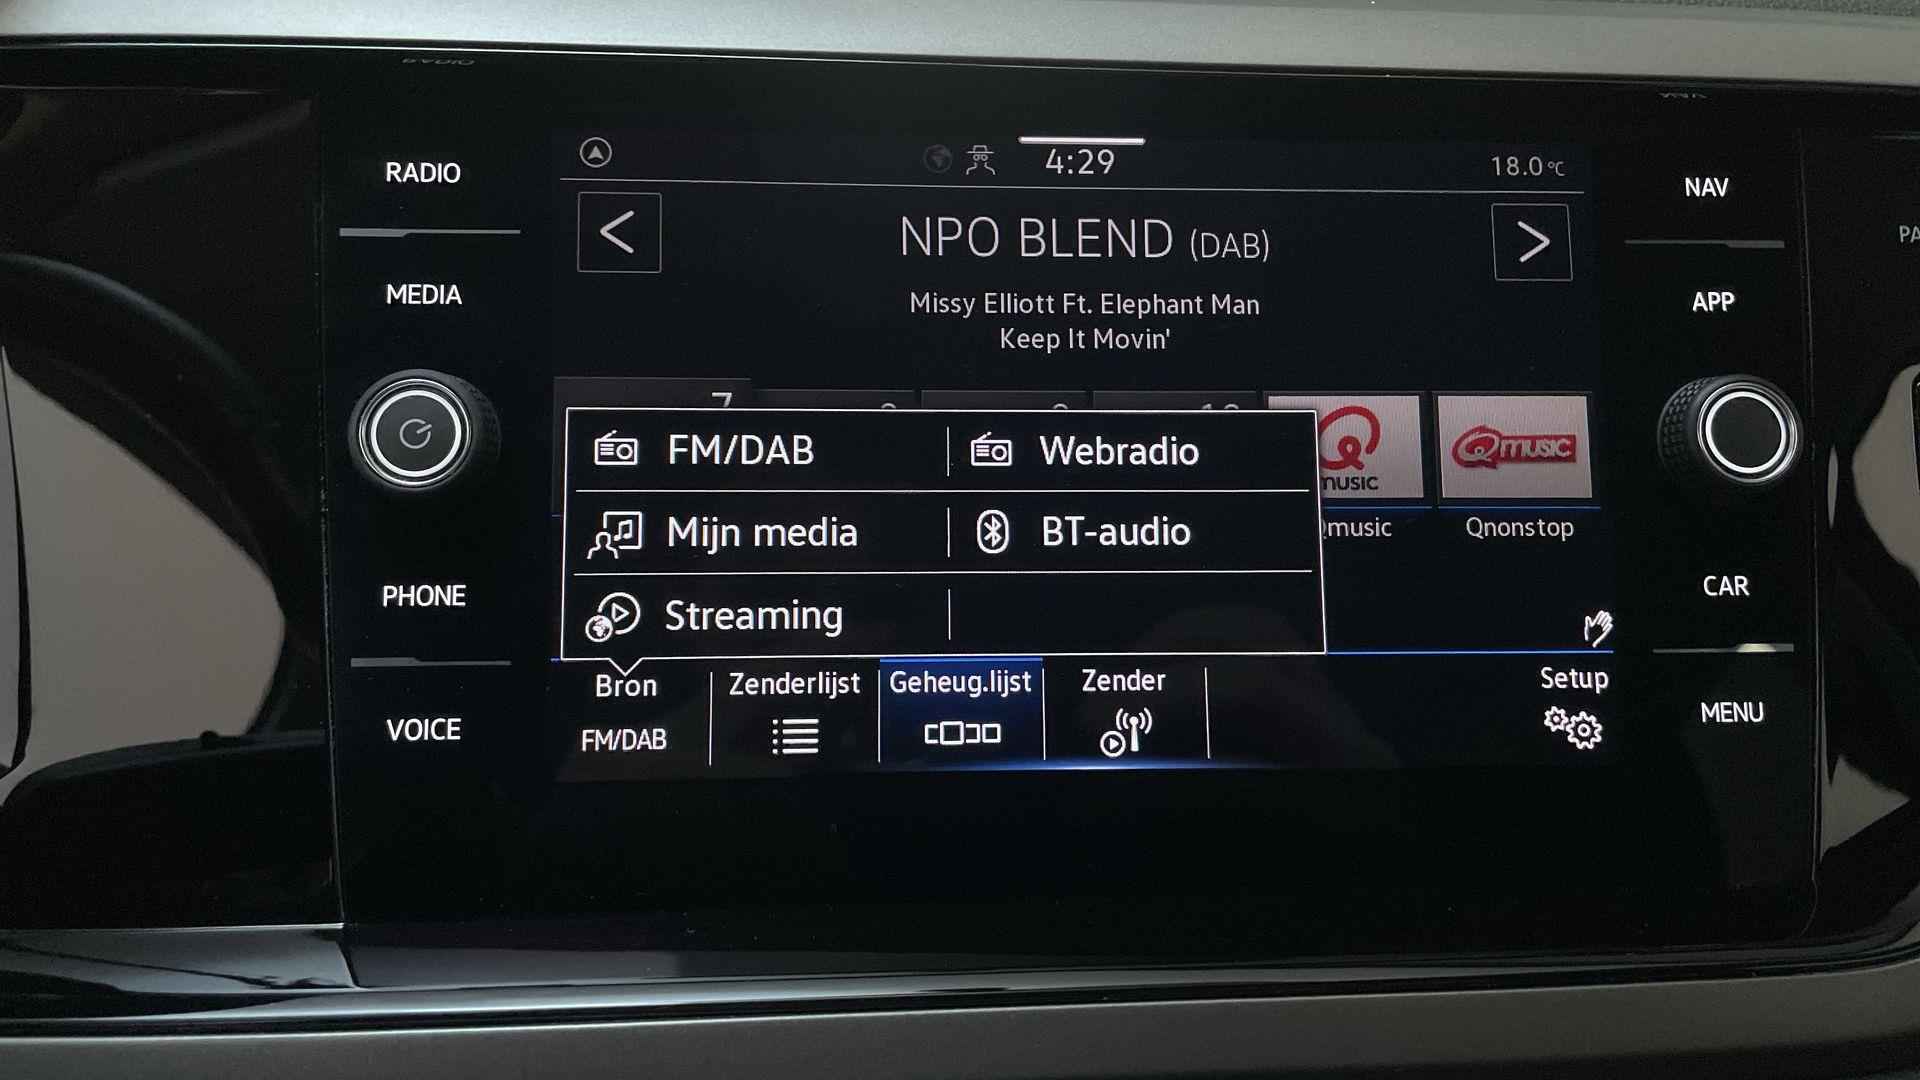 RADIO
MEDIA
PHONE
VOICE
4:29
18.0°C
NPO BLEND (DAB)
Missy Elliott Ft. Elephant Man
Keep It Movin'
7
FM/DAB
Webradio
Mijn media
BT-audio
Streaming
music
Qmusic
music
Qnonstop
Bron
FM/DAB
Zenderlijst
Geheug.lijst
Zender
Setup
NAV
APP
CAR
MENU